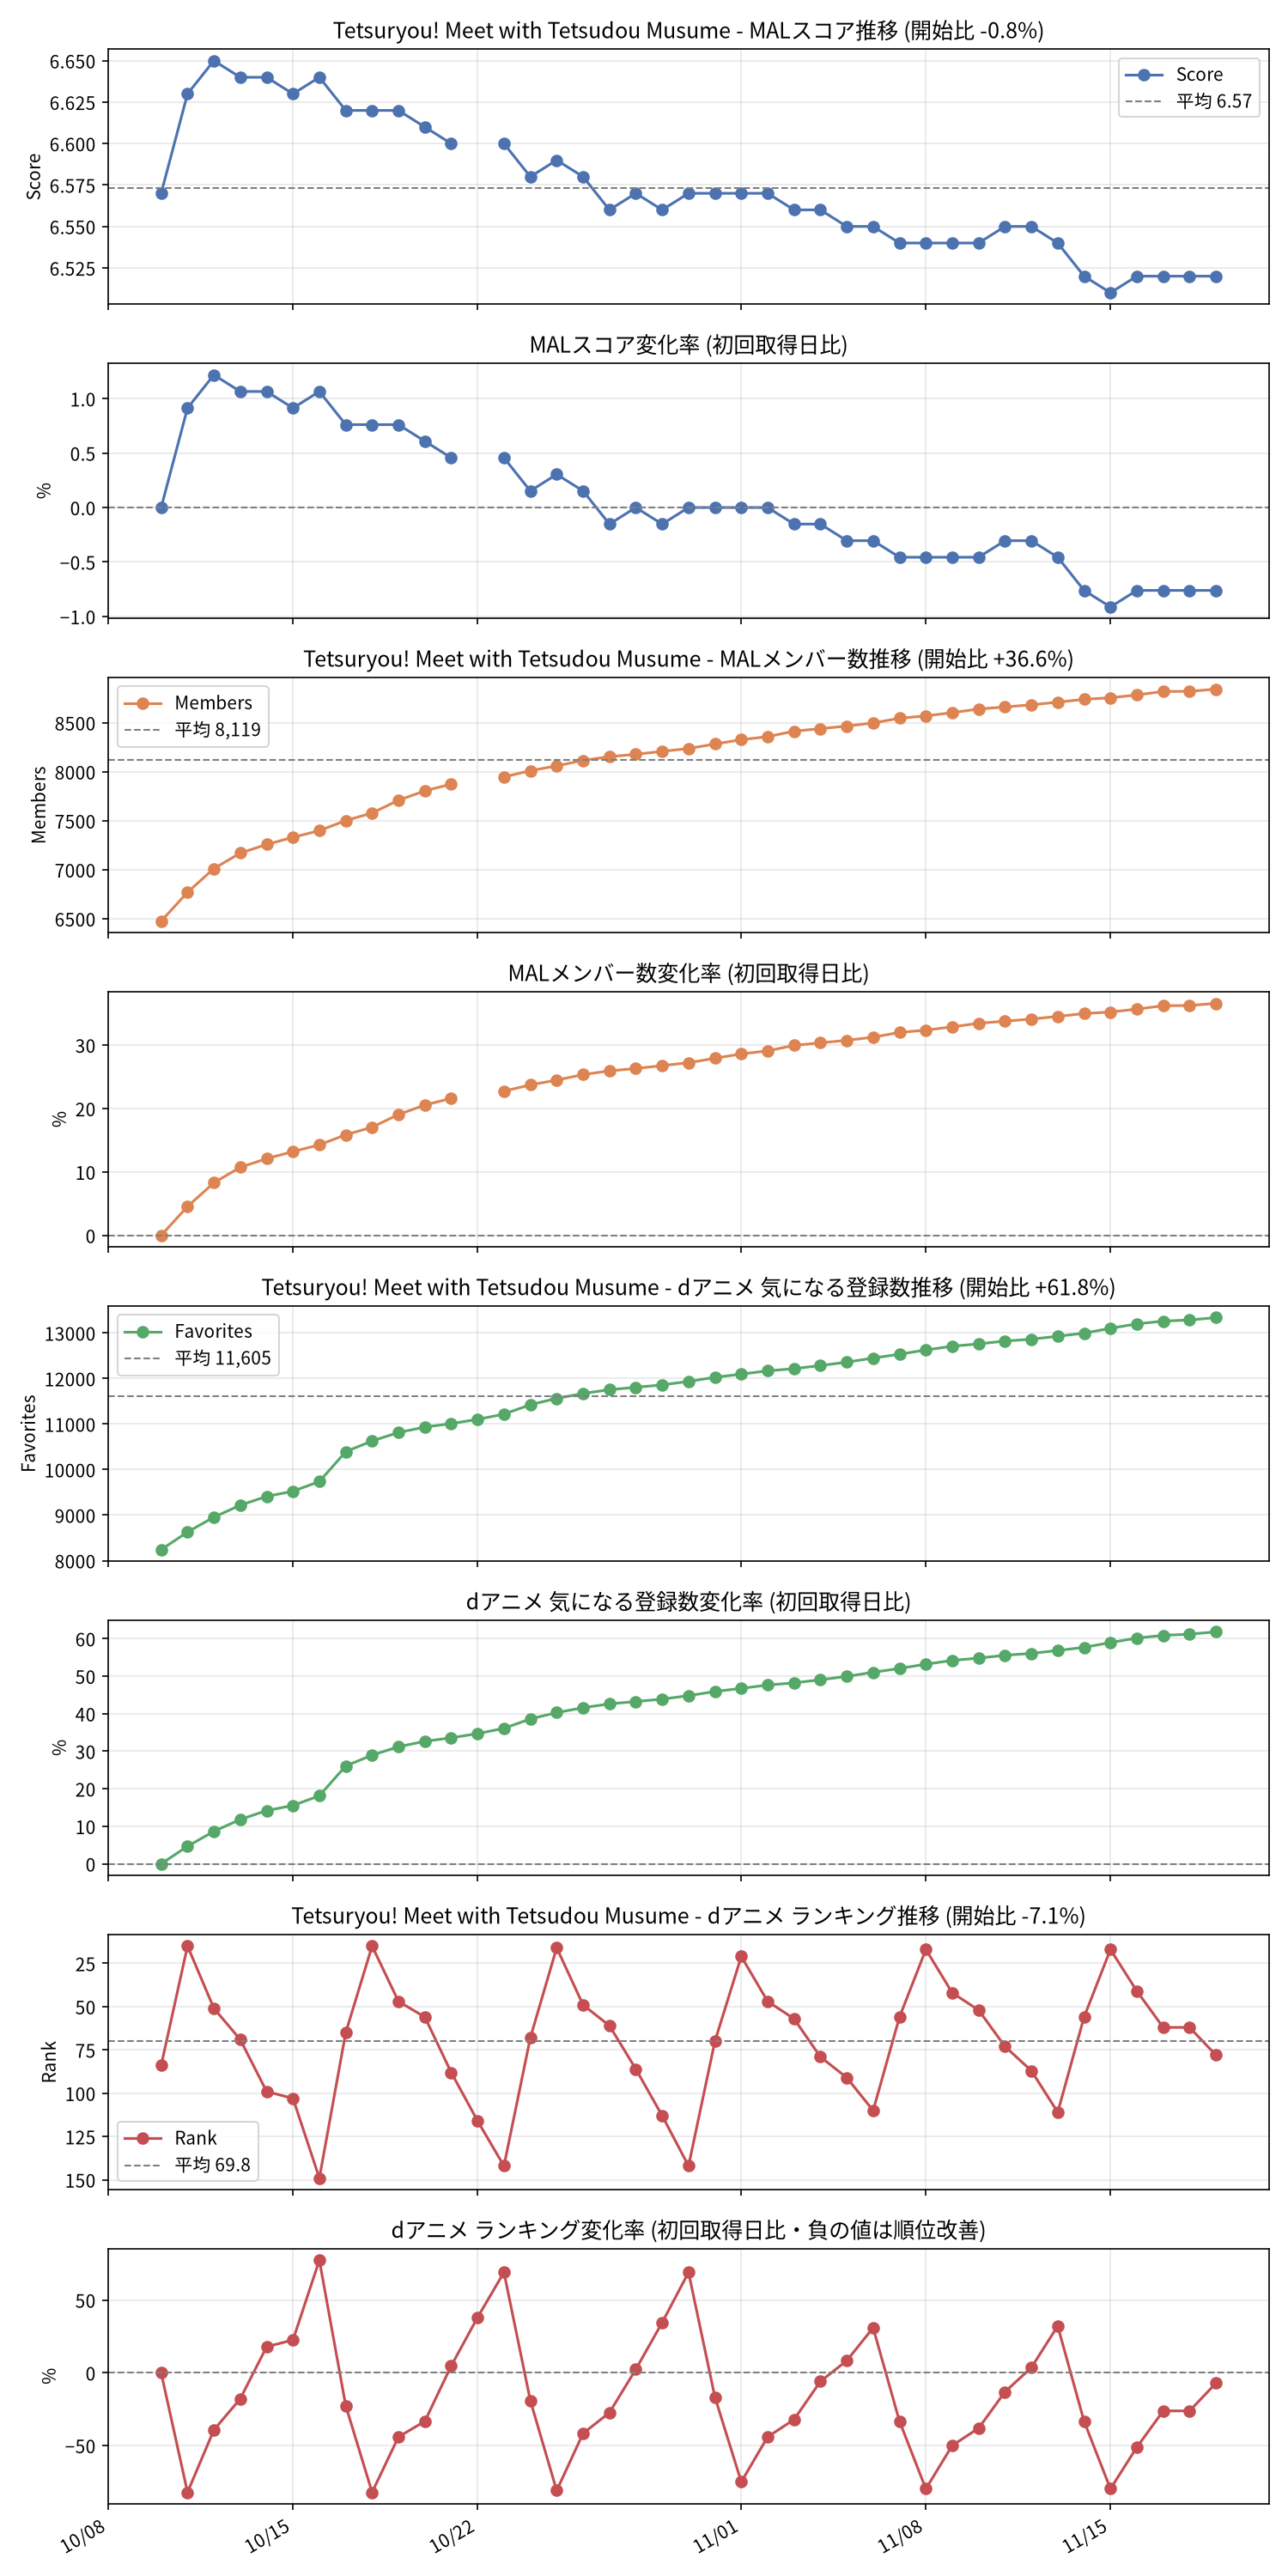 Tetsuryou! Meet with Tetsudou Musume - MALスコア推移 (開始比 -0.8%)
Score
6.650
6.625
6.600
6.575
6.550
6.525
Score
平均 6.57
MALスコア変化率 (初回取得日比)
%
1.0
0.5
0.0
−0.5
−1.0
Tetsuryou! Meet with Tetsudou Musume - MALメンバー数推移 (開始比 +36.6%)
Members
8500
8000
7500
7000
6500
Members
平均 8,119
MALメンバー数変化率 (初回取得日比)
%
30
20
10
0
Tetsuryou! Meet with Tetsudou Musume - dアニメ 気になる登録数推移 (開始比 +61.8%)
Favorites
13000
12000
11000
10000
9000
8000
Favorites
平均 11,605
dアニメ 気になる登録数変化率 (初回取得日比)
%
60
50
40
30
20
10
0
Tetsuryou! Meet with Tetsudou Musume - dアニメ ランキング推移 (開始比 -7.1%)
Rank
25
50
75
100
125
150
Rank
平均 69.8
dアニメ ランキング変化率 (初回取得日比・負の値は順位改善)
%
50
0
−50
10/08
10/15
10/22
11/01
11/08
11/15